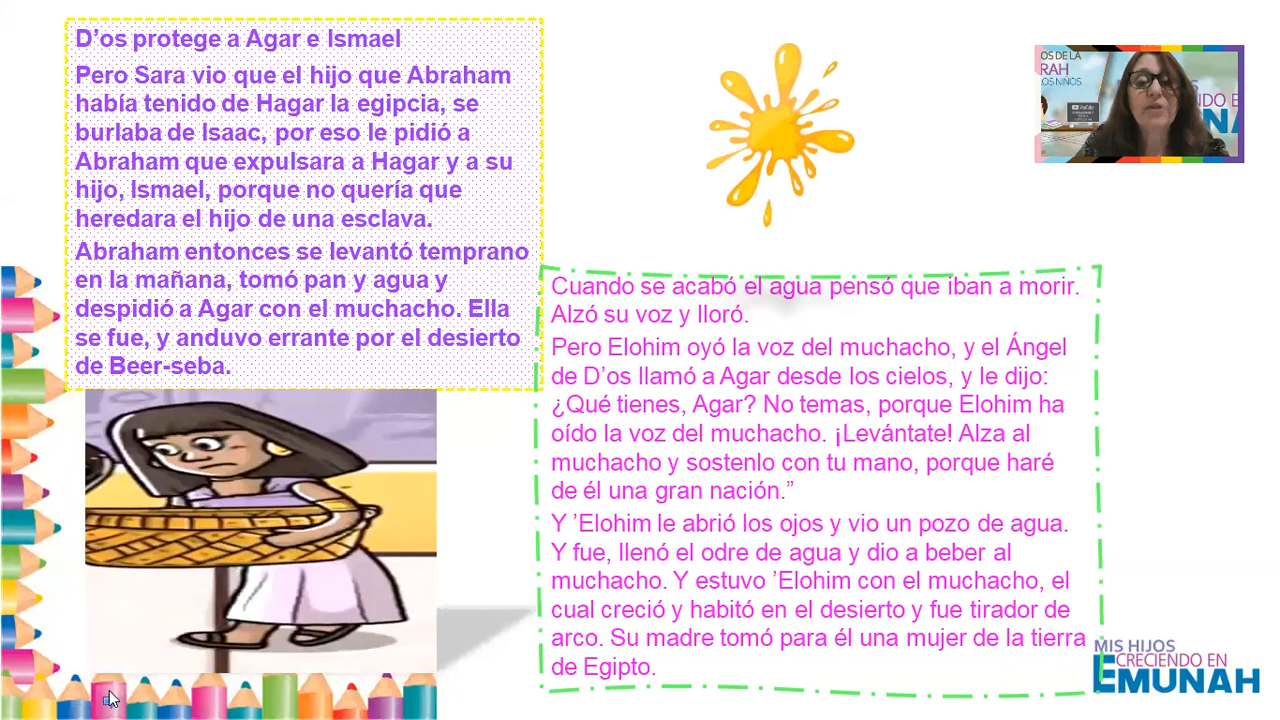 D’os protege a Agar e Ismael
Pero Sara vio que el hijo que Abraham
había tenido de Hagar la egipcia, se
burlaba de Isaac, por eso le pidió a
Abraham que expulsara a Hagar y a su
hijo, Ismael, porque no quería que
heredara el hijo de una esclava.
Abraham entonces se levantó temprano
en la mañana, tomó pan y agua y
despidió a Agar con el muchacho. Ella
se fue, y anduvo errante por el desierto
de Beer-seba.
Cuando se acabó el agua pensó que iban a morir.
Alzó su voz y lloró.
Pero Elohim oyó la voz del muchacho, y el Ángel
de D’os llamó a Agar desde los cielos, y le dijo:
¿Qué tienes, Agar? No temas, porque Elohim ha
oído la voz del muchacho. ¡Levántate! Alza al
muchacho y sostenlo con tu mano, porque haré
de él una gran nación.”
Y ’Elohim le abrió los ojos y vio un pozo de agua.
Y fue, llenó el odre de agua y dio a beber al
muchacho. Y estuvo ’Elohim con el muchacho, el
cual creció y habitó en el desierto y fue tirador de
arco. Su madre tomó para él una mujer de la tierra
de Egipto.
OS DE LA
RAH
LOS NIÑOS
YouTube
NDO E
UNA
MIS HIJOS
CRECIENDO EN
EMUNAH